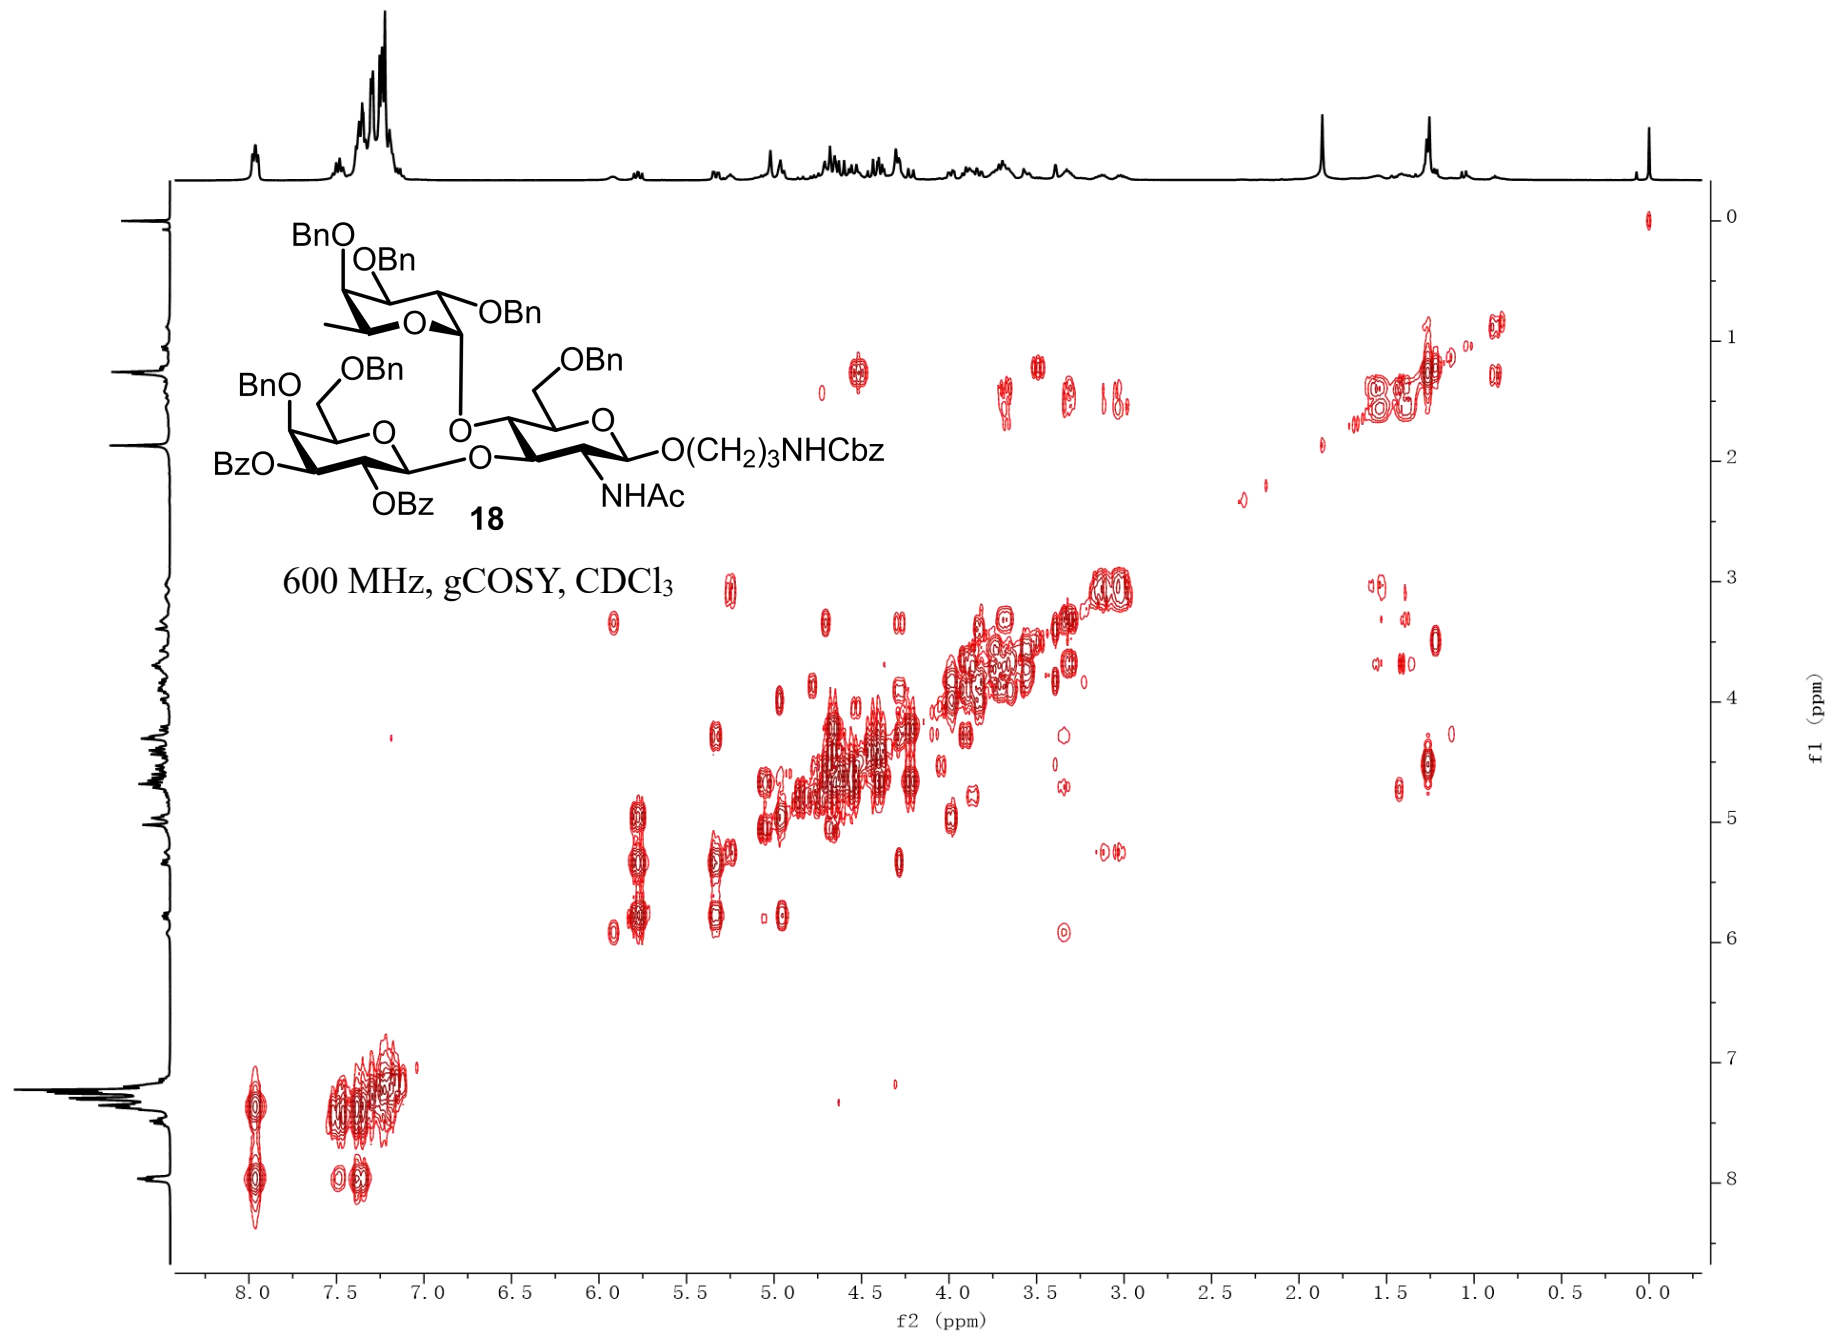 BnO
OBn
OBn
O
OBn
OBn
BnO
O
O
O
O
O(CH2)3NHCbz
BzO
OBz
NHAc
18
600 MHz, gCOSY, CDCl3
0
1
2
3
4
5
6
7
8
f1 (ppm)
8.0 7.5 7.0 6.5 6.0 5.5 5.0 4.5 4.0 3.5 3.0 2.5 2.0 1.5 1.0 0.5 0.0
f2 (ppm)